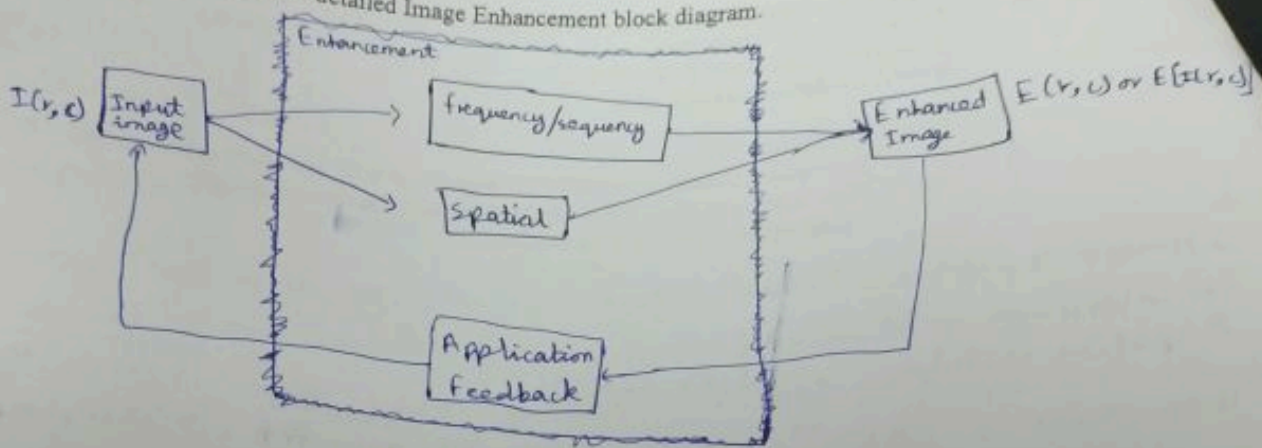 Image Enhancement block diagram.
Enhancement
I(r,c)
Input
image
frequency/sequency
Spatial
Enhanced
Image
E(r,c) or E[I(r,c)]
Application
Feedback